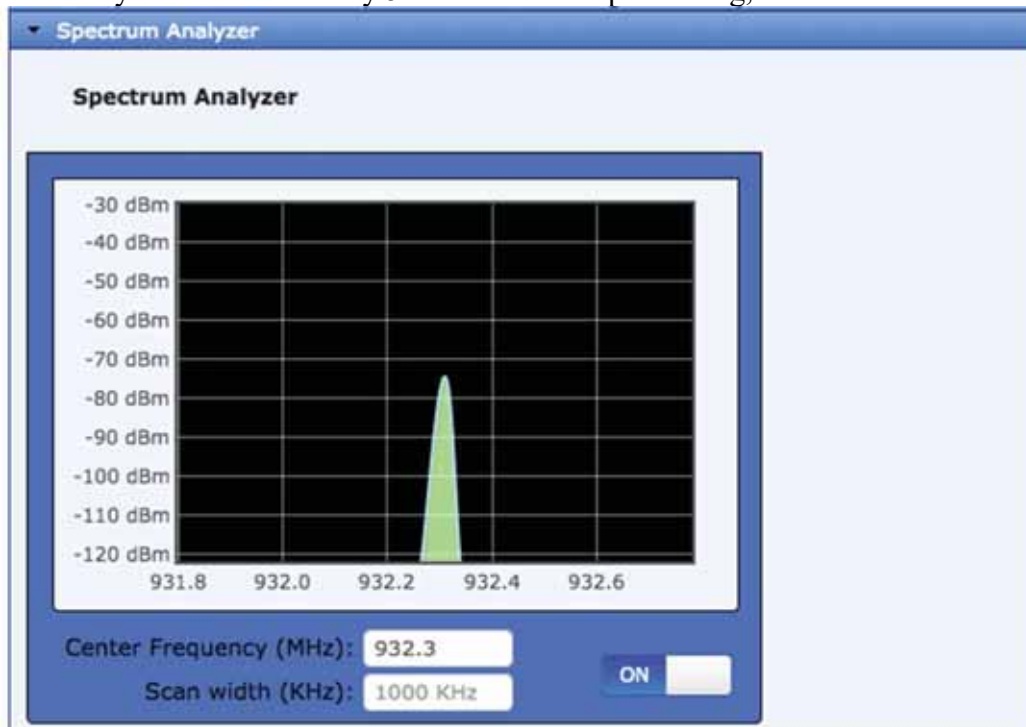 Spectrum Analyzer
Spectrum Analyzer
-30 dBm
-40 dBm
-50 dBm
-60 dBm
-70 dBm
-80 dBm
-90 dBm
-100 dBm
-110 dBm
-120 dBm
931.8 932.0 932.2 932.4 932.6
Center Frequency (MHz): 932.3
Scan width (KHz): 1000 KHz
ON